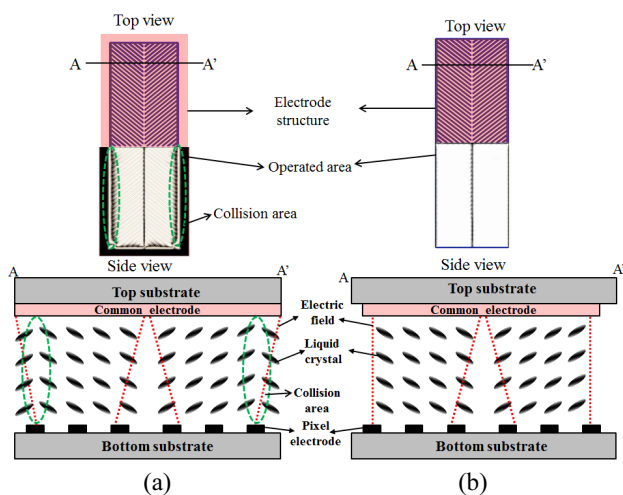 Top view
A A’
Electrode
structure
Operated area
Collision area
Side view
A A’
Top substrate
Common electrode
Electric
field
Liquid
crystal
Collision
area
Pixel
electrode
Bottom substrate
(a)
Top view
A A’
Side view
A A’
Top substrate
Common electrode
Bottom substrate
(b)